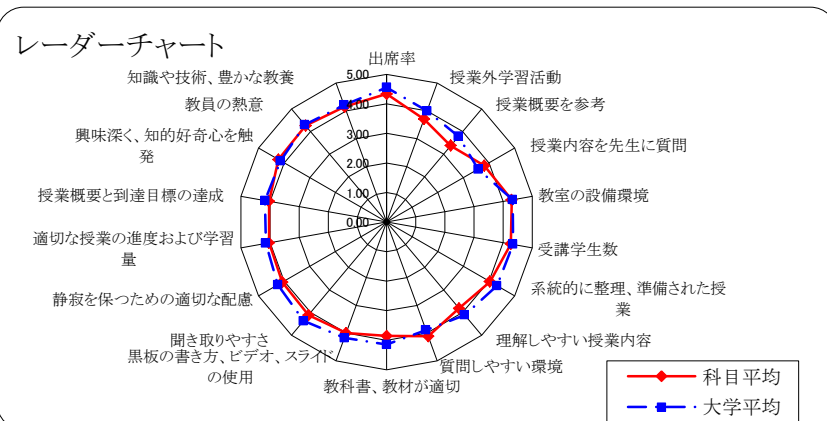 レーダーチャート
出席率
授業外学習活動
授業概要を参考
授業内容を先生に質問
教室の設備環境
受講学生数
系統的に整理、準備された授
業
理解しやすい授業内容
質問しやすい環境
教科書、教材が適切
黒板の書き方、ビデオ、スライド
の使用
聞き取りやすさ
静寂を保つための適切な配慮
適切な授業の進度および学習
量
授業概要と到達目標の達成
興味深く、知的好奇心を触
発
教員の熱意
知識や技術、豊かな教養
5.00
4.00
3.00
2.00
1.00
0.00
科目平均
大学平均